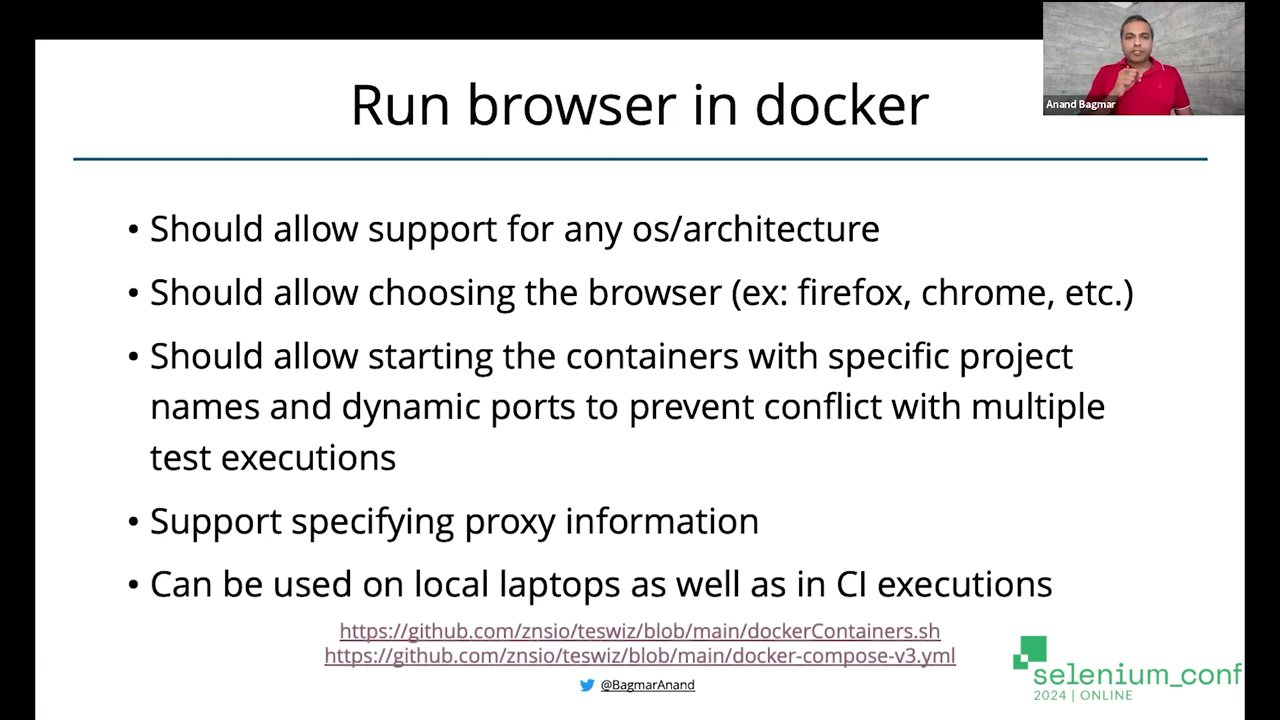 Run browser in docker
Anand Bagmar
• Should allow support for any os/architecture
• Should allow choosing the browser (ex: firefox, chrome, etc.)
• Should allow starting the containers with specific project
names and dynamic ports to prevent conflict with multiple
test executions
• Support specifying proxy information
• Can be used on local laptops as well as in CI executions
https://github.com/znsio/teswiz/blob/main/dockerContainers.sh
https://github.com/znsio/teswiz/blob/main/docker-compose-v3.yml
@BagmarAnand
selenium_conf
2024 | ONLINE